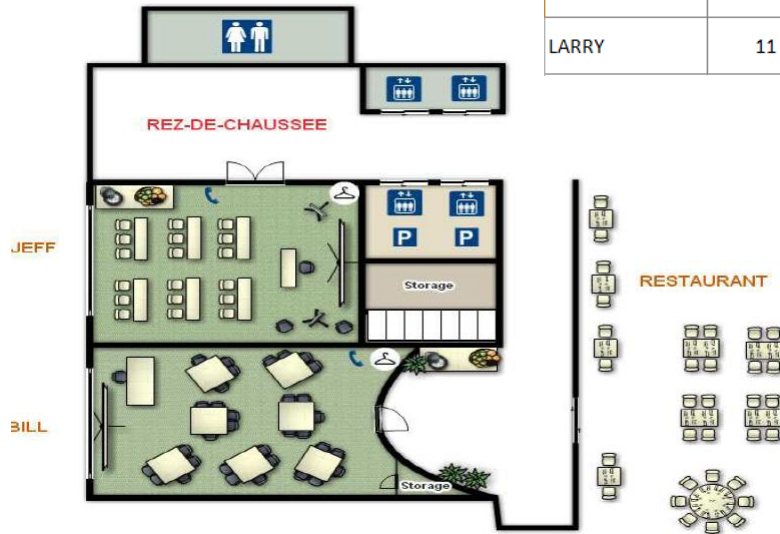 LARRY 11
REZ-DE-CHAUSSEE
P P
JEFF
Storage
RESTAURANT
BILL
Storage